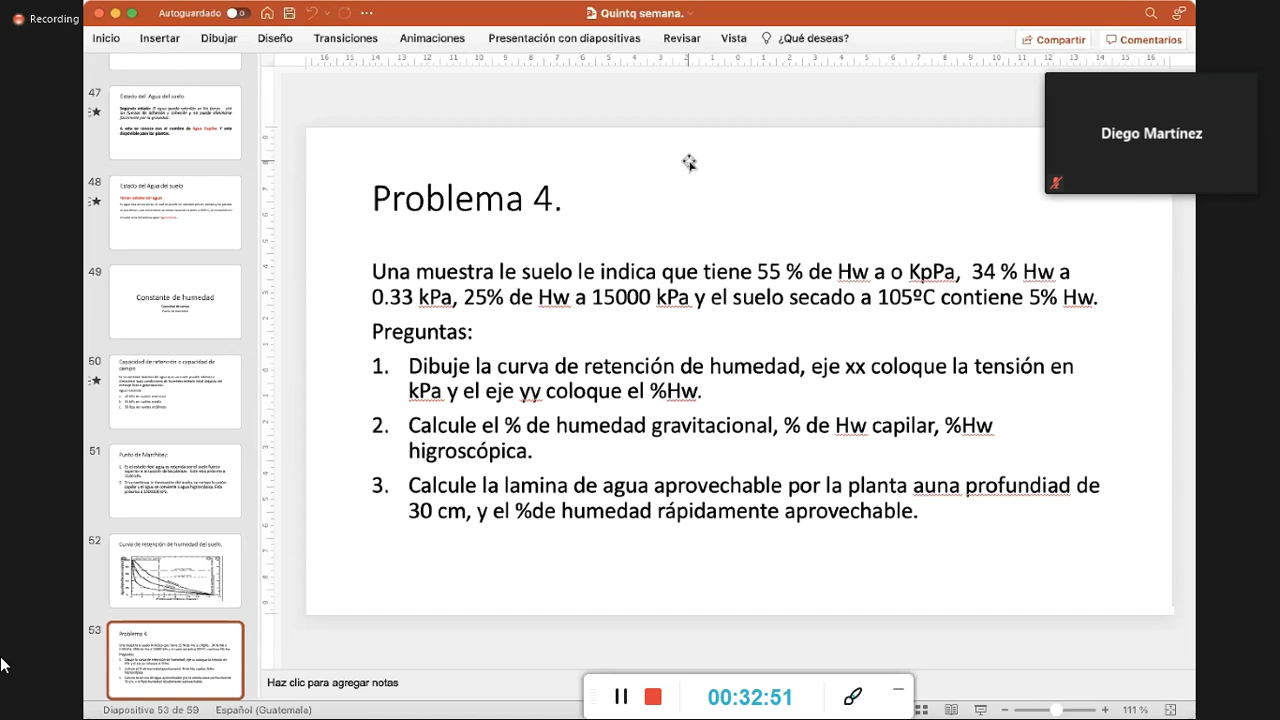 Recording
Autoguardado
Quintq semana.
Inicio Insertar Dibujar Diseño Transiciones Animaciones Presentación con diapositivas Revisar Vista ¿Qué deseas? Compartir Comentarios
Diego Martínez
47
Estado del Agua del suelo
48
Estado del Agua del suelo
49
Constante de humedad
50
Capacidad de retención o capacidad de campo
51
Punto de Marchitez
52
Curva de retención de humedad del suelo.
53
Problema 4.
Problema 4.
Una muestra le suelo le indica que tiene 55 % de Hw a o KpPa, 34 % Hw a
0.33 kPa, 25% de Hw a 15000 kPa y el suelo secado a 105ºC contiene 5% Hw.
Preguntas:
1. Dibuje la curva de retención de humedad, eje xx coloque la tensión en
kPa y el eje yy coloque el %Hw.
2. Calcule el % de humedad gravitacional, % de Hw capilar, %Hw
higroscópica.
3. Calcule la lamina de agua aprovechable por la planta auna profundiad de
30 cm, y el %de humedad rápidamente aprovechable.
Haz clic para agregar notas
00:32:51
Diapositiva 53 de 59 Español (Guatemala) 111 %